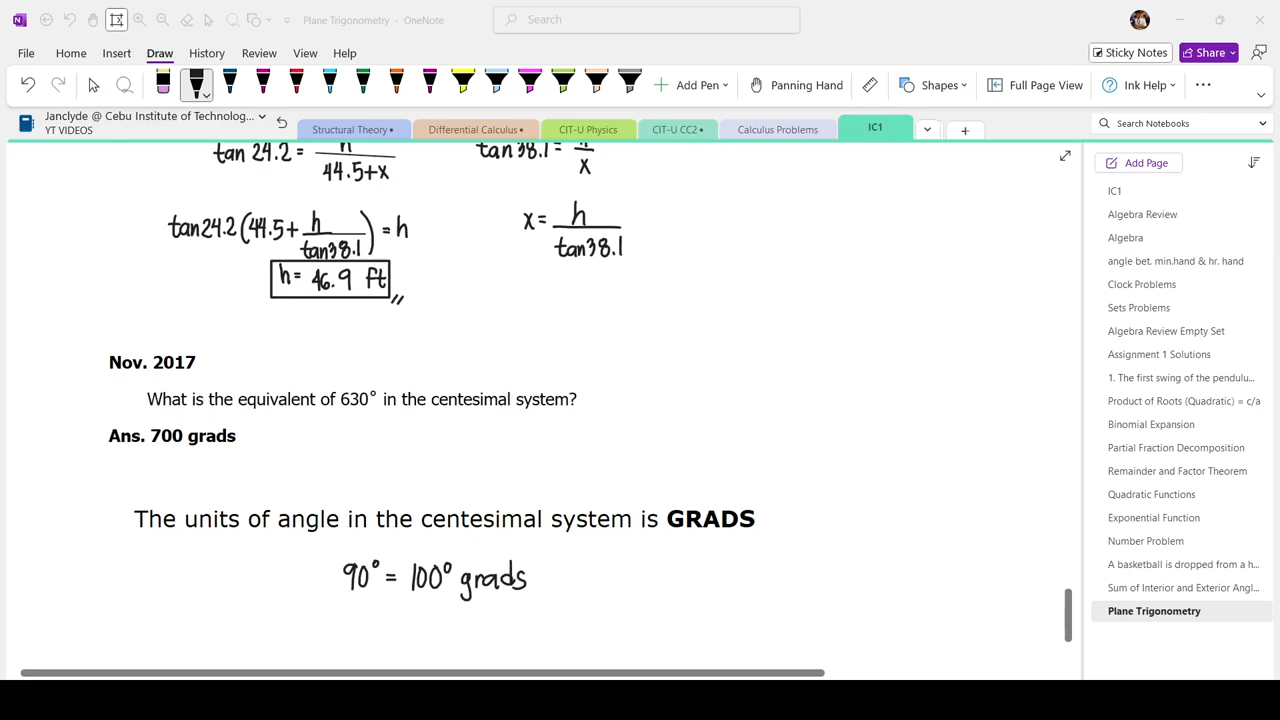 Plane Trigonometry - OneNote
Search
File Home Insert Draw History Review View Help
Sticky Notes
Share
Add Pen
Panning Hand
Shapes
Full Page View
Ink Help
Janclyde @ Cebu Institute of Technolog...
YT VIDEOS
Structural Theory
Differential Calculus
CIT-U Physics
CIT-U CC2
Calculus Problems
IC1
Search Notebooks
Add Page
IC1
Algebra Review
Algebra
angle bet. min.hand & hr. hand
Clock Problems
Sets Problems
Algebra Review Empty Set
Assignment 1 Solutions
1. The first swing of the pendulu...
Product of Roots (Quadratic) = c/a
Binomial Expansion
Partial Fraction Decomposition
Remainder and Factor Theorem
Quadratic Functions
Exponential Function
Number Problem
A basketball is dropped from a h...
Sum of Interior and Exterior Angl...
Plane Trigonometry
tan 24.2 = h / 44.5+x
tan 38.1 = h / x
tan24.2(44.5+ h / tan38.1) = h
x = h / tan38.1
h = 46.9 ft
Nov. 2017
What is the equivalent of 630° in the centesimal system?
Ans. 700 grads
The units of angle in the centesimal system is GRADS
90° = 100° grads